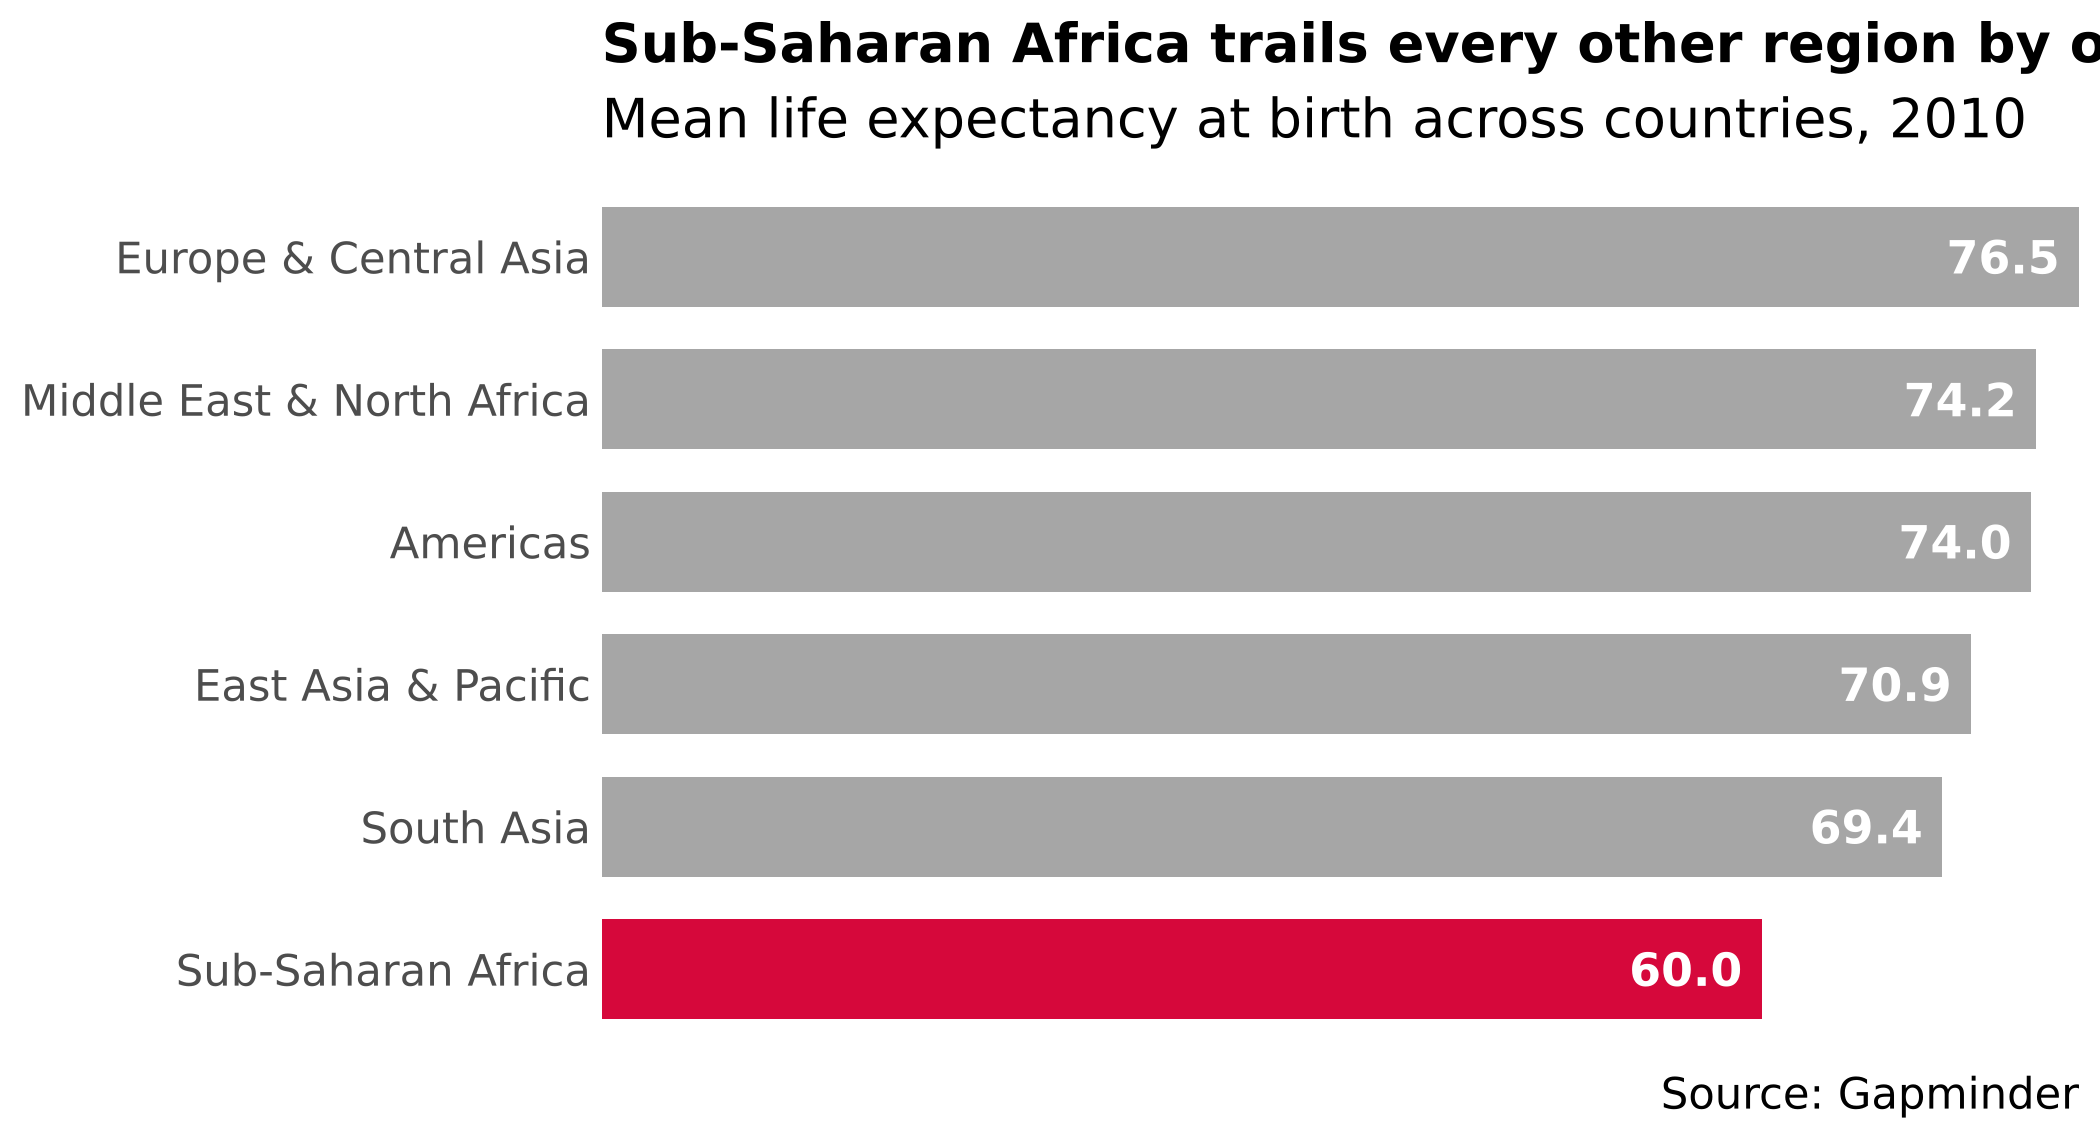 Sub-Saharan Africa trails every other region by
Mean life expectancy at birth across countries, 2010
Europe & Central Asia 76.5
Middle East & North Africa 74.2
Americas 74.0
East Asia & Pacific 70.9
South Asia 69.4
Sub-Saharan Africa 60.0
Source: Gapminder